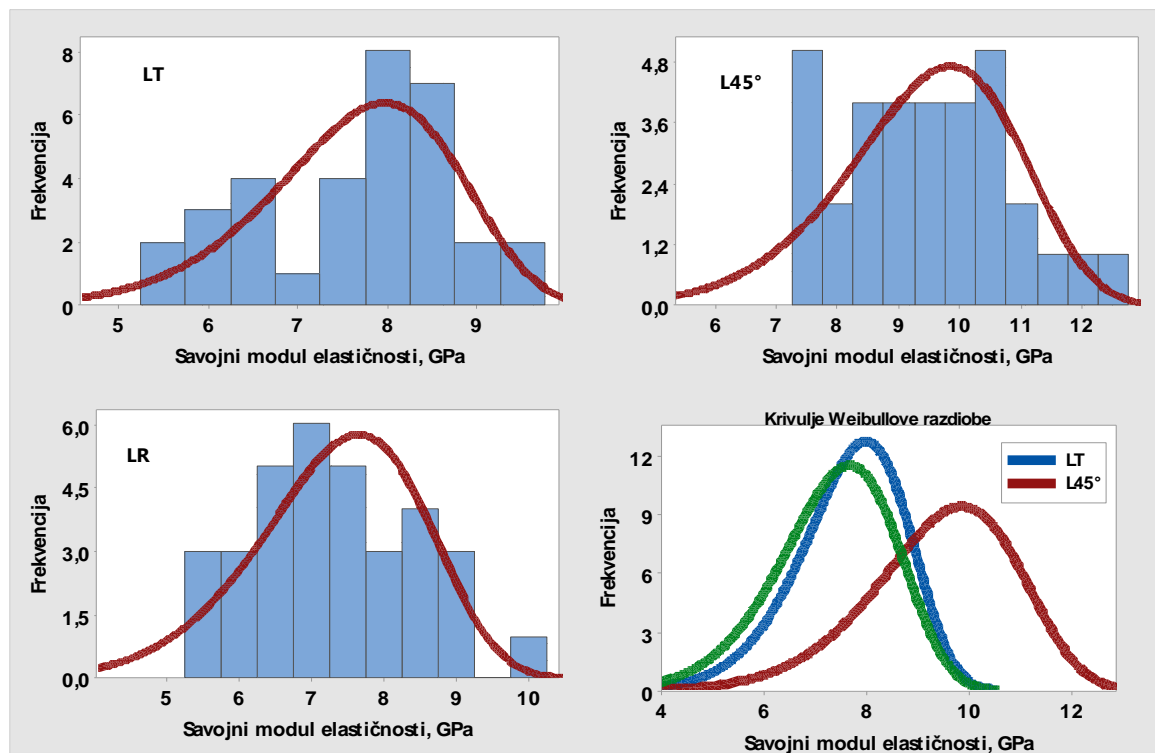 LT
Frekvencija
8
6
4
2
0
5 6 7 8 9
Savojni modul elastičnosti, GPa
L45°
Frekvencija
4,8
3,6
2,4
1,2
0,0
6 7 8 9 10 11 12
Savojni modul elastičnosti, GPa
LR
Frekvencija
6,0
4,5
3,0
1,5
0,0
5 6 7 8 9 10
Savojni modul elastičnosti, GPa
Krivulje Weibullove razdiobe
LT
L45°
Frekvencija
12
9
6
3
0
4 6 8 10 12
Savojni modul elastičnosti, GPa